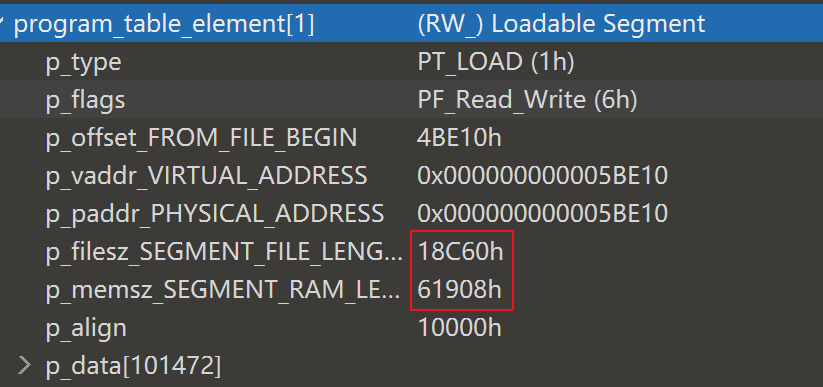 program_table_element[1] (RW_) Loadable Segment
p_type PT_LOAD (1h)
p_flags PF_Read_Write (6h)
p_offset_FROM_FILE_BEGIN 4BE10h
p_vaddr_VIRTUAL_ADDRESS 0x000000000005BE10
p_paddr_PHYSICAL_ADDRESS 0x000000000005BE10
p_filesz_SEGMENT_FILE_LENG... 18C60h
p_memsz_SEGMENT_RAM_LE... 61908h
p_align 10000h
p_data[101472]